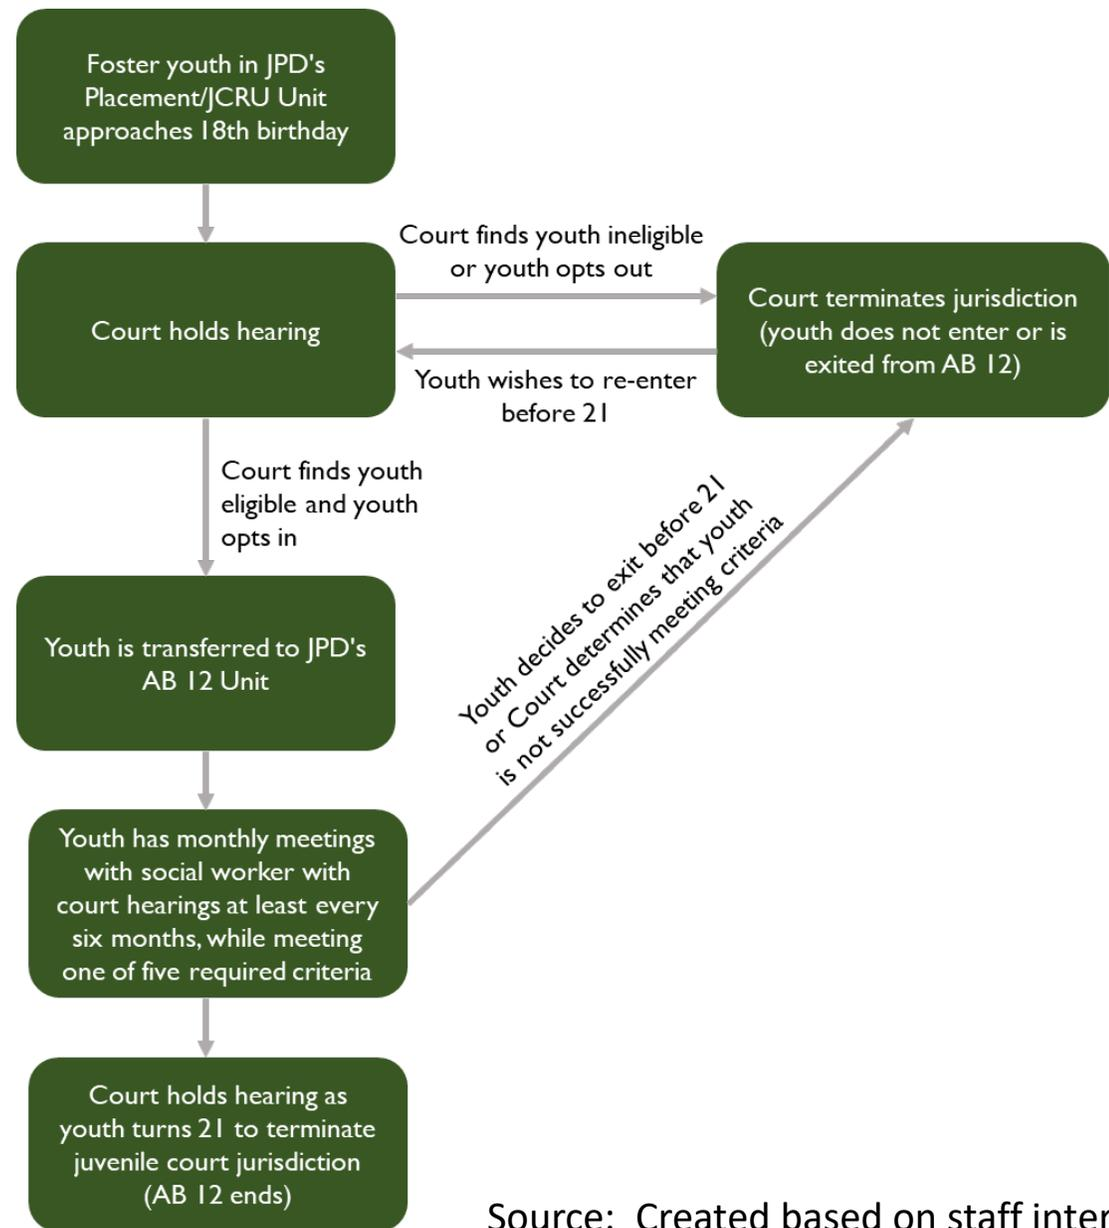 Foster youth in JPD's
Placement/JCRU Unit
approaches 18th birthday
Court finds youth ineligible
or youth opts out
Court holds hearing
Court terminates jurisdiction
(youth does not enter or is
exited from AB 12)
Youth wishes to re-enter
before 21
Court finds youth
eligible and youth
opts in
Youth decides to exit before 21
or Court determines that youth
is not successfully meeting criteria
Youth is transferred to JPD's
AB 12 Unit
Youth has monthly meetings
with social worker with
court hearings at least every
six months, while meeting
one of five required criteria
Court holds hearing as
youth turns 21 to terminate
juvenile court jurisdiction
(AB 12 ends)
Source: Created based on staff